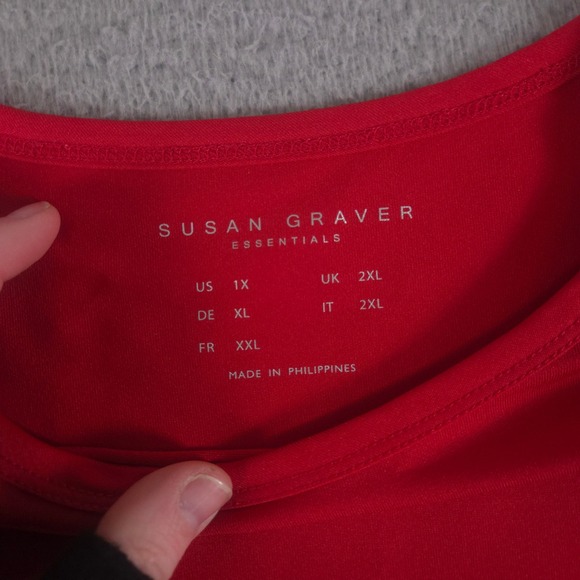 SUSAN GRAVER
ESSENTIALS
US 1X UK 2XL
DE XL IT 2XL
FR XXL
MADE IN PHILIPPINES